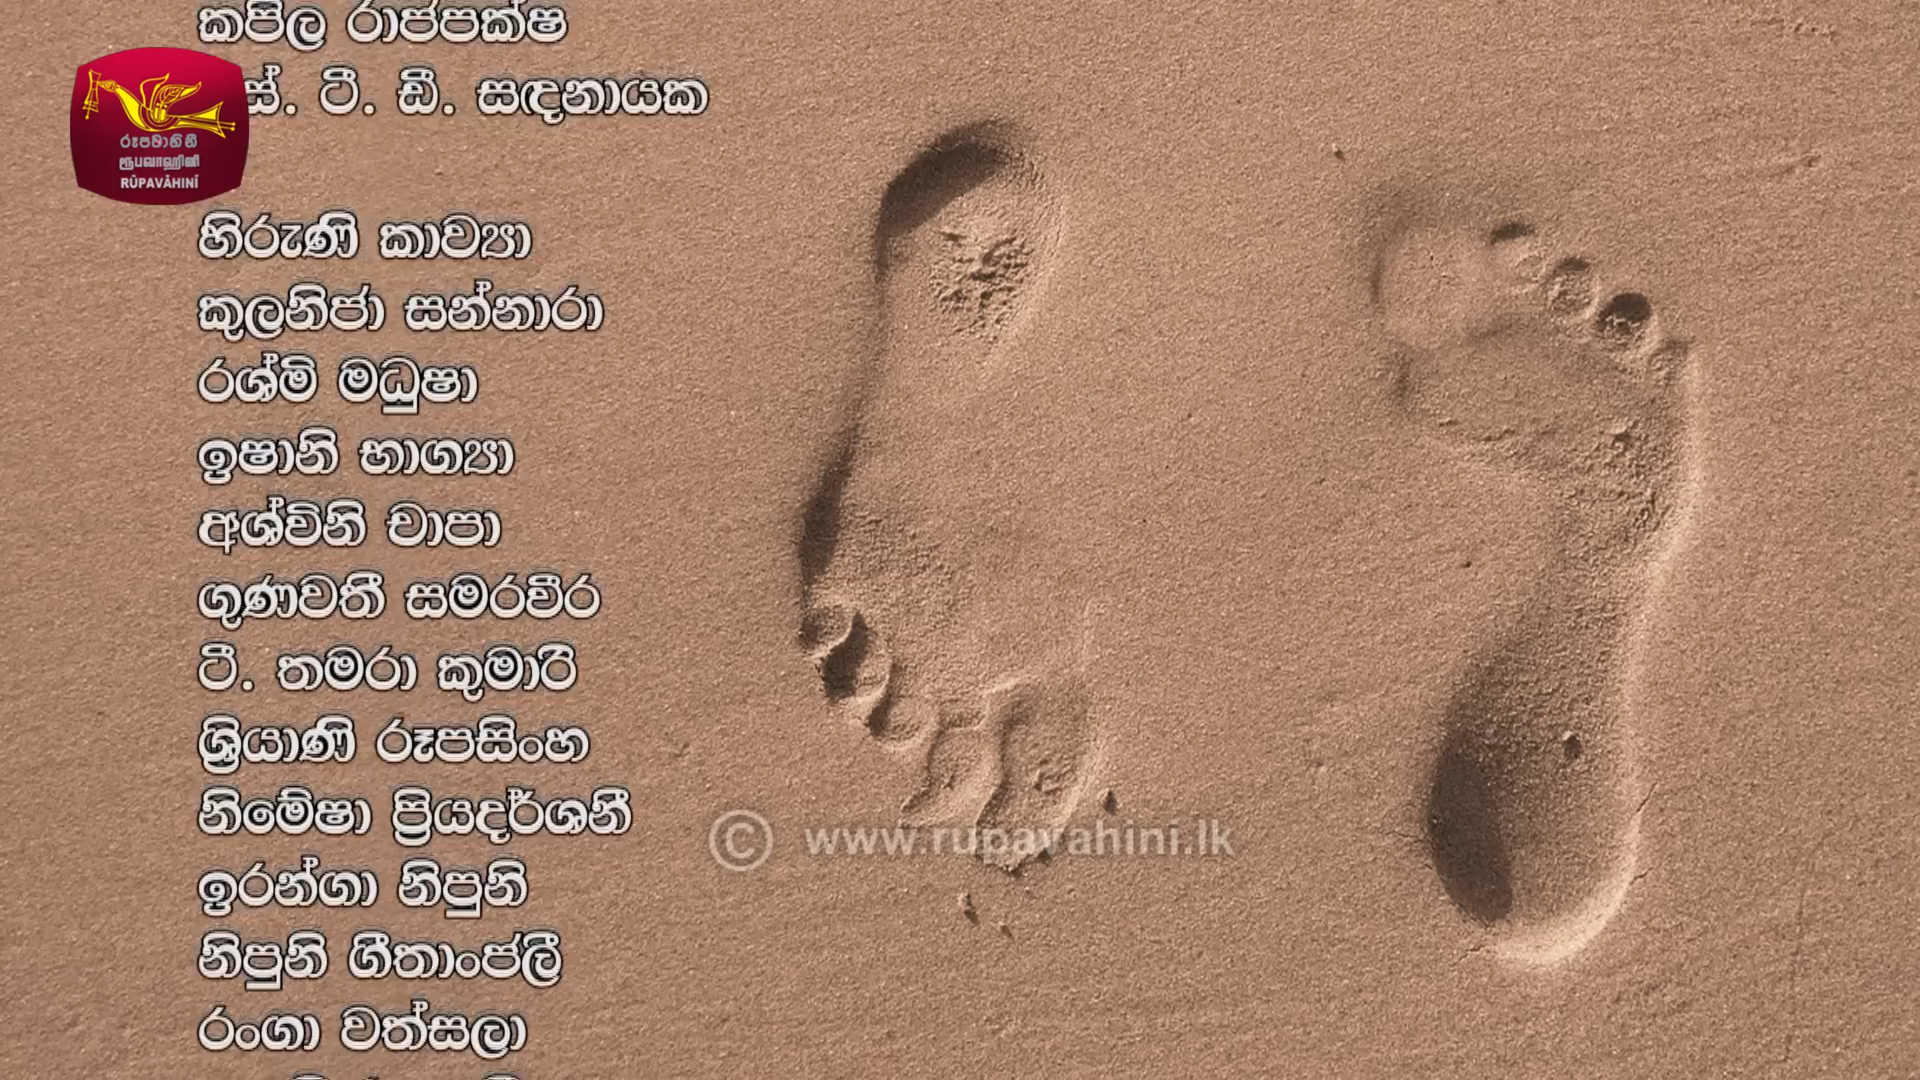 කපිල රාජපක්ෂ
ස්. ටී. ඩී. සඳනායක
රූපවාහිනී
ரூபவாஹினி
RŪPAVĀHINĪ
හිරුණි කාව්‍යා
කුලනිජා සන්නාරා
රශ්මි මධුෂා
ඉෂානි භාග්‍යා
අශ්විනි චාපා
ගුණවතී සමරවීර
ටී. තමරා කුමාරි
ශ්‍රියාණි රූපසිංහ
නිමේෂා ප්‍රියදර්ශනී
ඉරන්ගා නිපුනි
නිපුනි ගීතාංජලී
රංගා වත්සලා
© www.rupavahini.lk